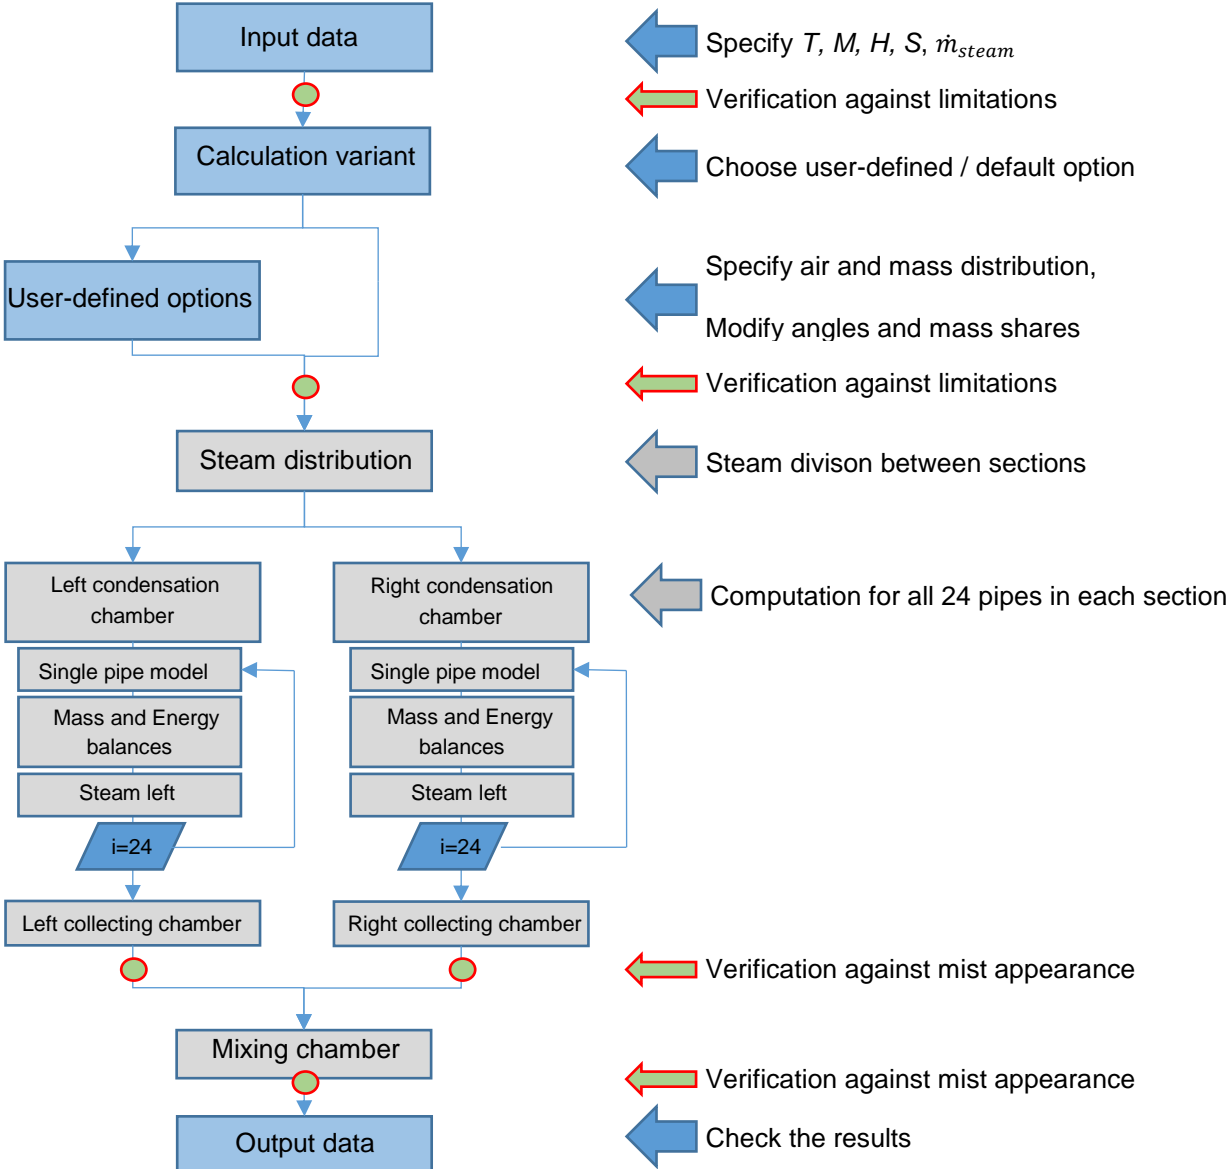 Input data
Specify T, M, H, S, ṁ_steam
Verification against limitations
Calculation variant
Choose user-defined / default option
User-defined options
Specify air and mass distribution,
Modify angles and mass shares
Verification against limitations
Steam distribution
Steam divison between sections
Left condensation
chamber
Right condensation
chamber
Computation for all 24 pipes in each section
Single pipe model
Single pipe model
Mass and Energy
balances
Mass and Energy
balances
Steam left
Steam left
i=24
i=24
Left collecting chamber
Right collecting chamber
Verification against mist appearance
Mixing chamber
Verification against mist appearance
Output data
Check the results